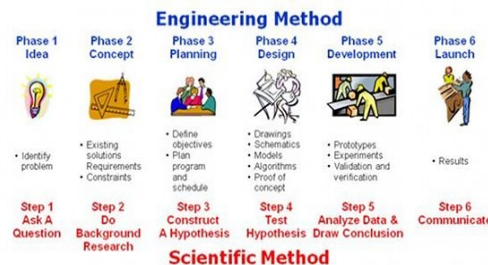 Engineering Method
Phase 1 Phase 2 Phase 3 Phase 4 Phase 5 Phase 6
Idea Concept Planning Design Development Launch
• Identify
problem
• Existing
solutions
Requirements
• Constraints
• Define
objectives
• Plan
program
and
schedule
• Drawings
• Schematics
• Models
• Algorithms
• Proof of
concept
• Prototypes
• Experiments
• Validation and
verification
• Results
Step 1
Ask A
Question
Step 2
Do
Background
Research
Step 3
Construct
A Hypothesis
Step 4
Test
Hypothesis
Step 5
Analyze Data &
Draw Conclusion
Step 6
Communicate
Scientific Method